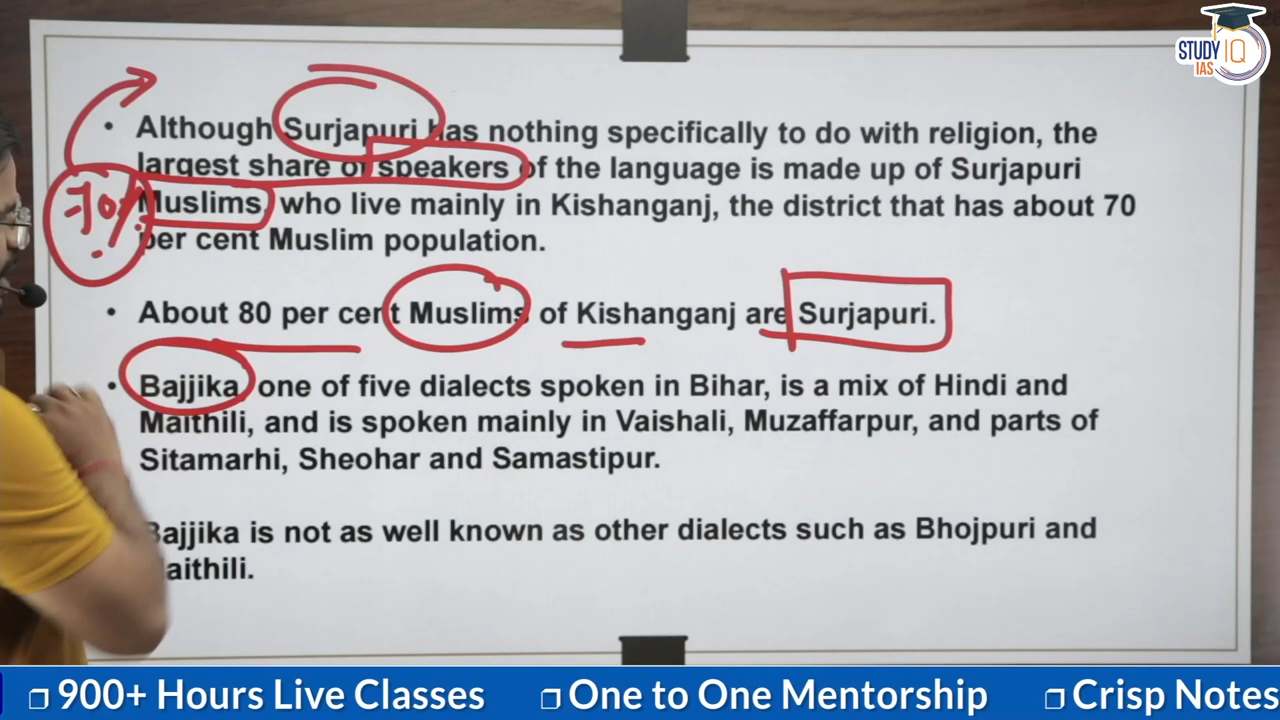 STUDY IQ
IAS
• Although Surjapuri has nothing specifically to do with religion, the
largest share of speakers of the language is made up of Surjapuri
Muslims, who live mainly in Kishanganj, the district that has about 70
per cent Muslim population.
70%
• About 80 per cent Muslims of Kishanganj are Surjapuri.
• Bajjika one of five dialects spoken in Bihar, is a mix of Hindi and
Maithili, and is spoken mainly in Vaishali, Muzaffarpur, and parts of
Sitamarhi, Sheohar and Samastipur.
Bajjika is not as well known as other dialects such as Bhojpuri and
Maithili.
❐ 900+ Hours Live Classes ❐ One to One Mentorship ❐ Crisp Notes